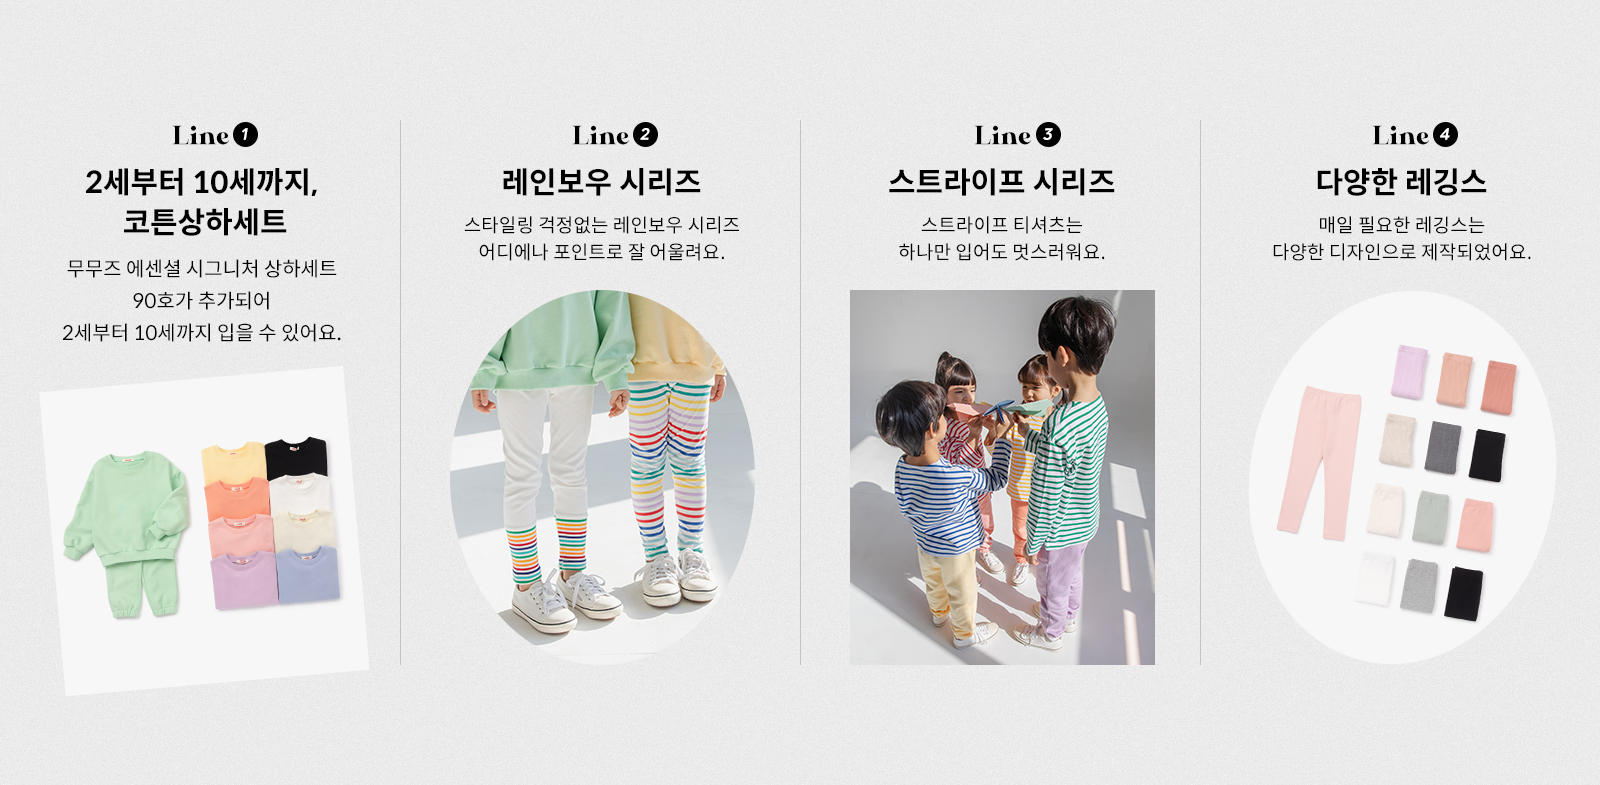 Line 1
2세부터 10세까지,
코튼상하세트
무무즈 에센셜 시그니처 상하세트
90호가 추가되어
2세부터 10세까지 입을 수 있어요.
Line 2
레인보우 시리즈
스타일링 걱정없는 레인보우 시리즈
어디에나 포인트로 잘 어울려요.
Line 3
스트라이프 시리즈
스트라이프 티셔츠는
하나만 입어도 멋스러워요.
Line 4
다양한 레깅스
매일 필요한 레깅스는
다양한 디자인으로 제작되었어요.